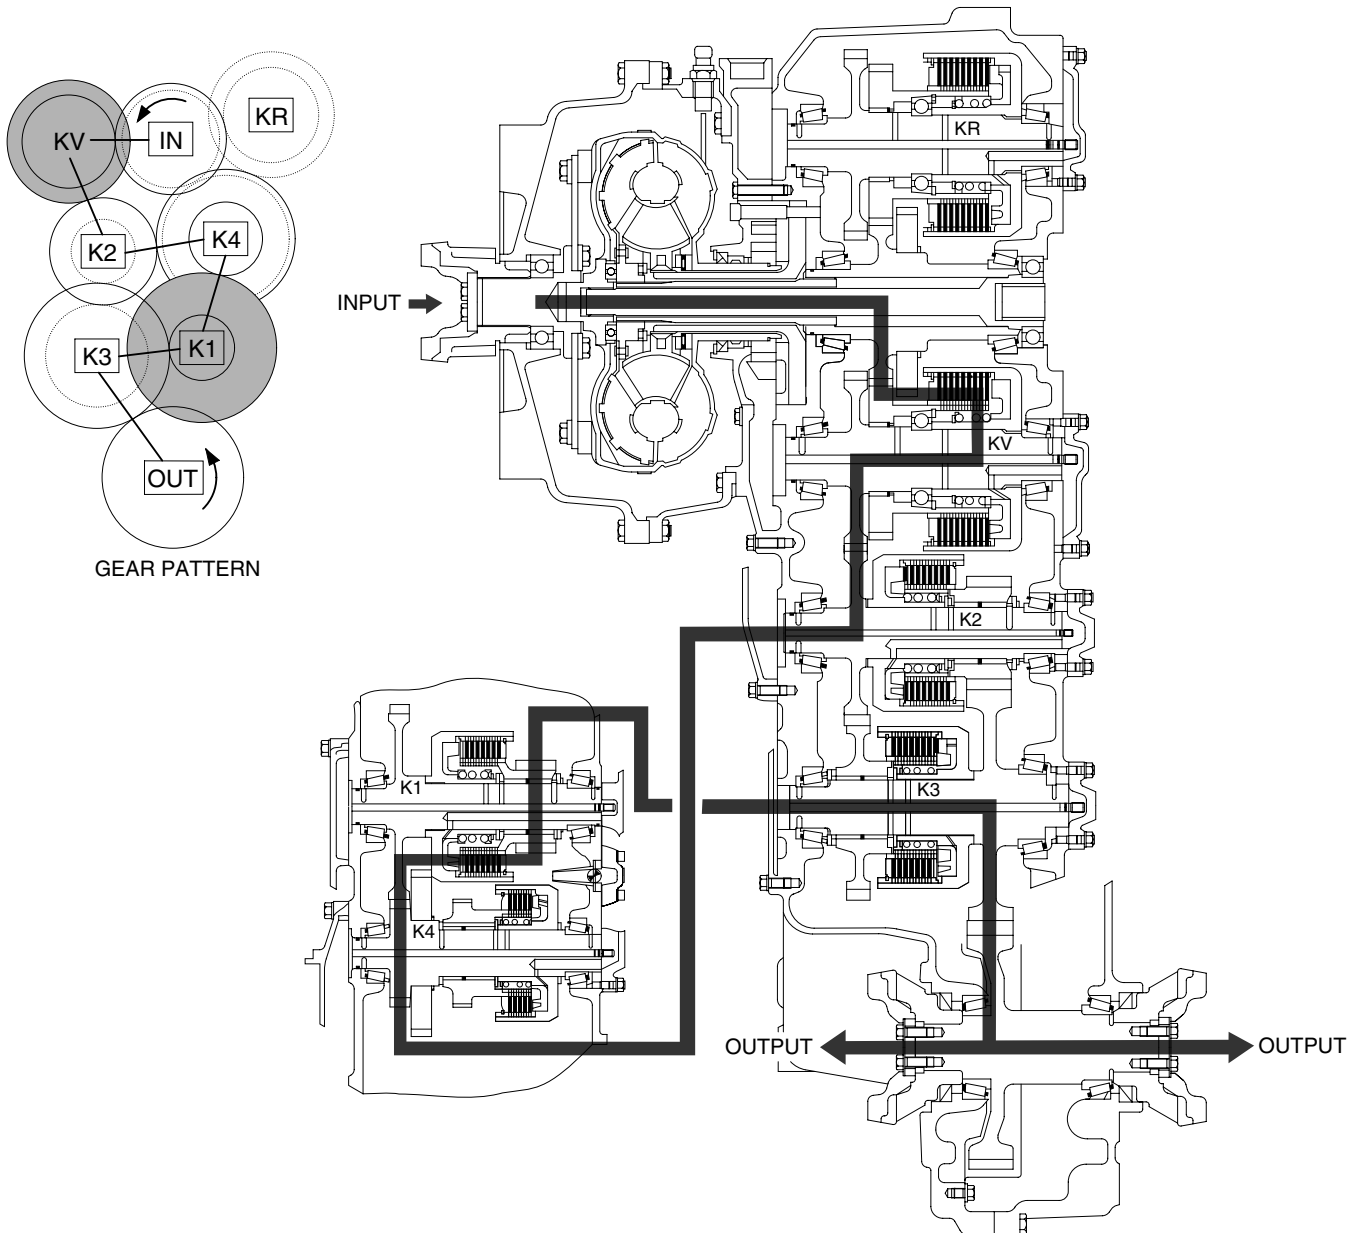 KV
IN
KR
K2
K4
K3
K1
OUT
GEAR PATTERN
INPUT
KR
KV
K2
K3
K1
K4
OUTPUT
OUTPUT